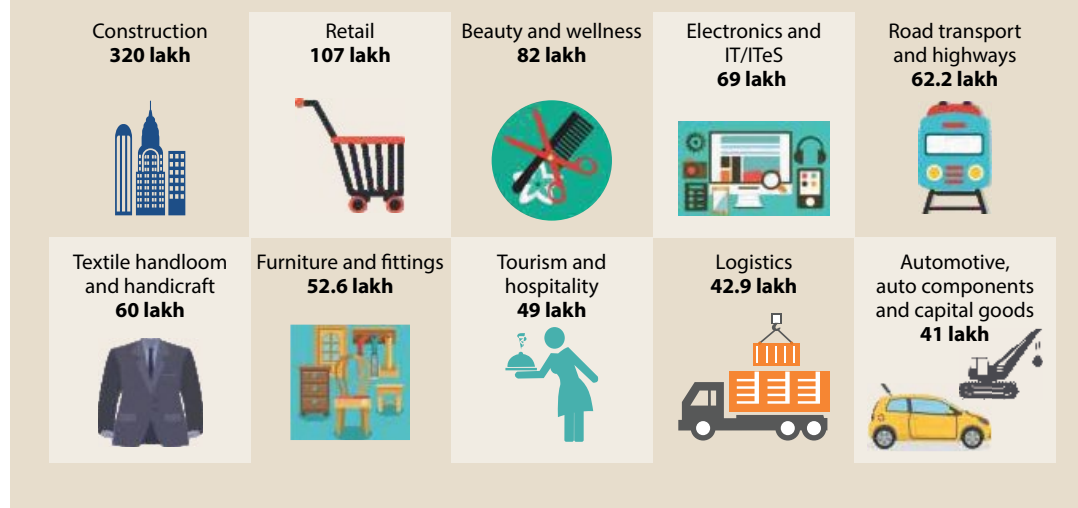 Construction
320 lakh
Retail
107 lakh
Beauty and wellness
82 lakh
Electronics and
IT/ITeS
69 lakh
Road transport
and highways
62.2 lakh
Textile handloom
and handicraft
60 lakh
Furniture and fittings
52.6 lakh
Tourism and
hospitality
49 lakh
Logistics
42.9 lakh
Automotive,
auto components
and capital goods
41 lakh